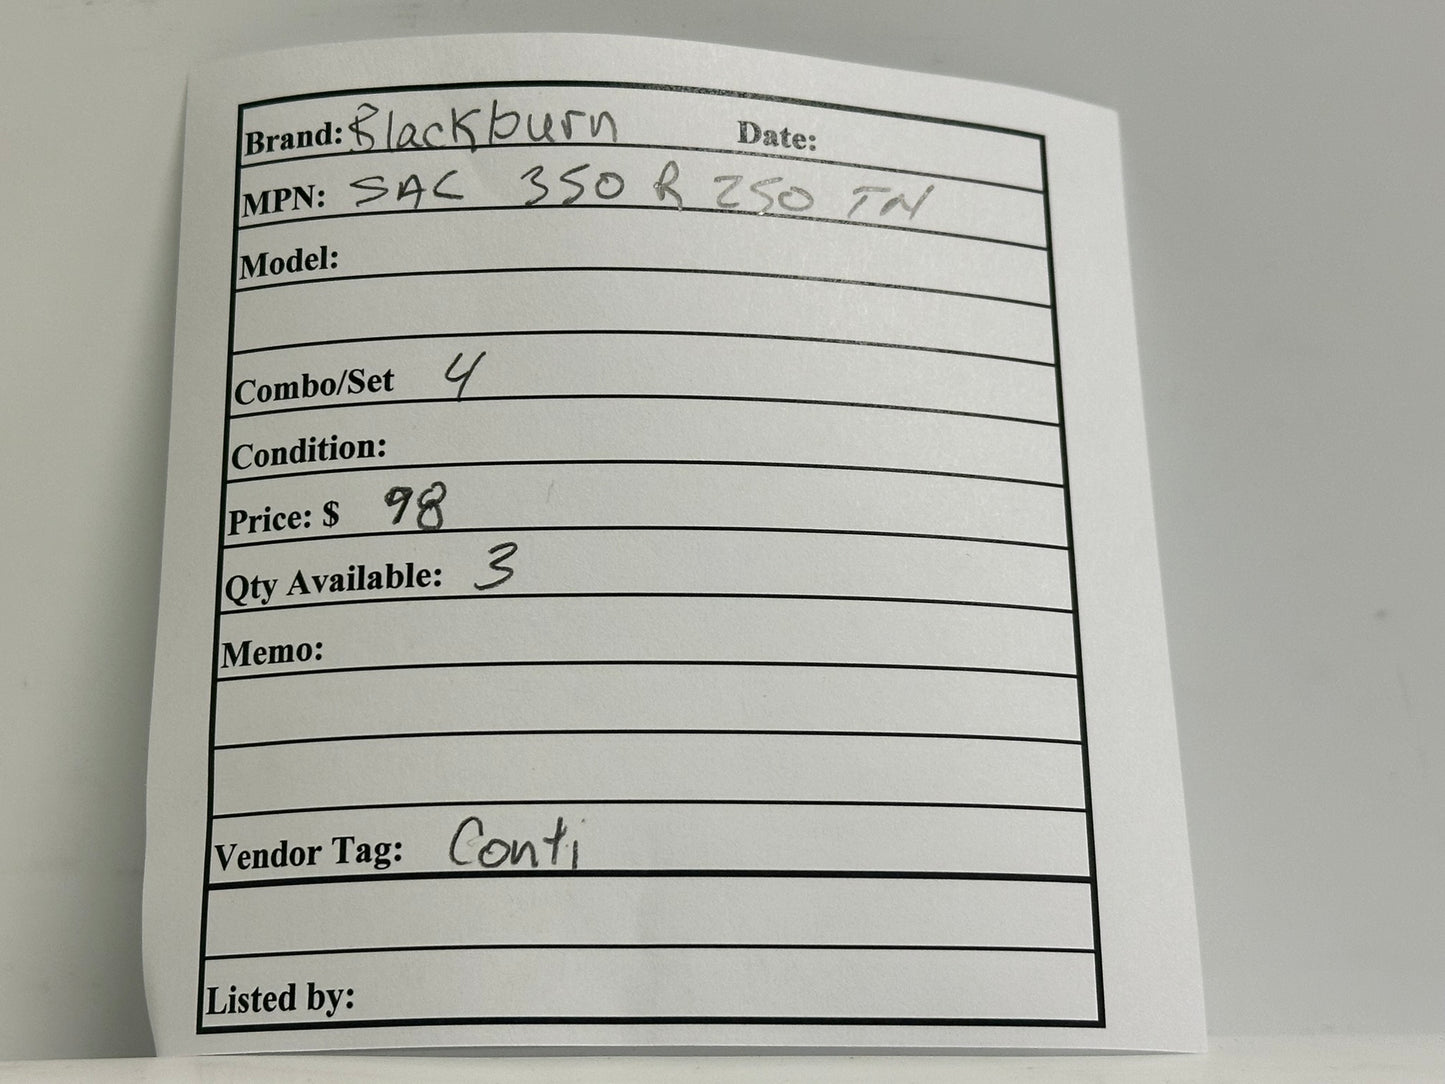 Brand: Blackburn Date:
MPN: SAC 350 R 250 TN
Model:
Combo/Set 4
Condition:
Price: $ 98
Qty Available: 3
Memo:
Vendor Tag: Conti
Listed by: